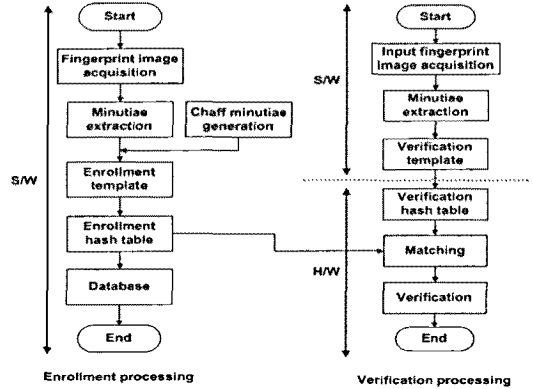 Start
Fingerprint image
acquisition
Minutiae
extraction
Chaff minutiae
generation
Enrollment
template
Enrollment
hash table
Database
End
S/W
Enrollment processing
Start
Input fingerprint
image acquisition
Minutiae
extraction
Verification
template
Verification
hash table
Matching
Verification
End
S/W
H/W
Verification processing